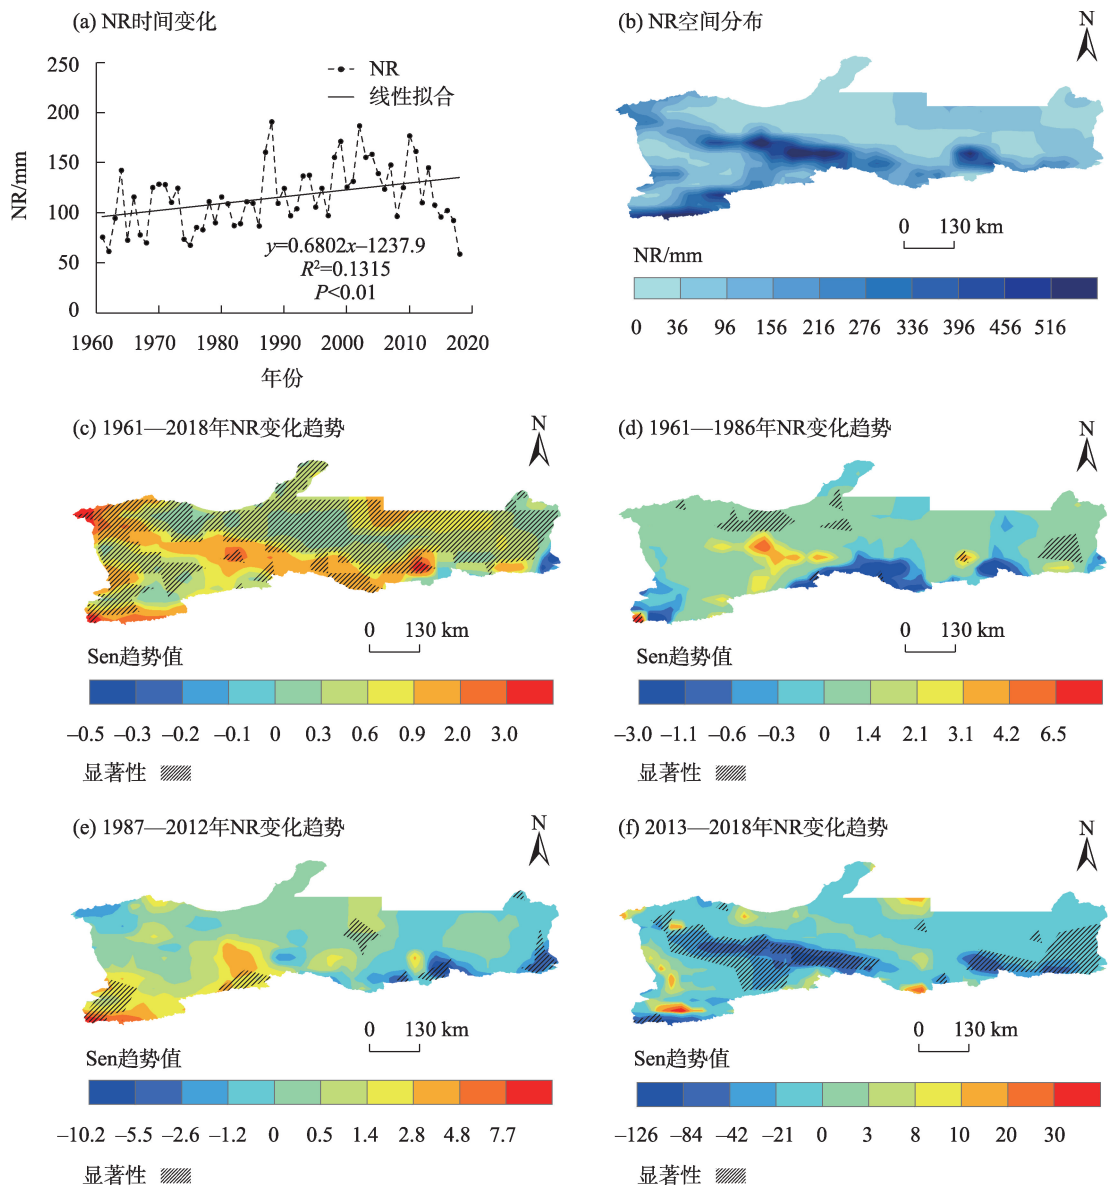 (a) NR时间变化
250
200
150
100
50
0
NR/mm
NR
线性拟合
y=0.6802x–1237.9
R²=0.1315
P<0.01
1960 1970 1980 1990 2000 2010 2020
年份
(b) NR空间分布
N
0 130 km
NR/mm
0 36 96 156 216 276 336 396 456 516
(c) 1961—2018年NR变化趋势
N
0 130 km
Sen趋势值
–0.5 –0.3 –0.2 –0.1 0 0.3 0.6 0.9 2.0 3.0
显著性
(d) 1961—1986年NR变化趋势
N
0 130 km
Sen趋势值
–3.0 –1.1 –0.6 –0.3 0 1.4 2.1 3.1 4.2 6.5
显著性
(e) 1987—2012年NR变化趋势
N
0 130 km
Sen趋势值
–10.2 –5.5 –2.6 –1.2 0 0.5 1.4 2.8 4.8 7.7
显著性
(f) 2013—2018年NR变化趋势
N
0 130 km
Sen趋势值
–126 –84 –42 –21 0 3 8 10 20 30
显著性